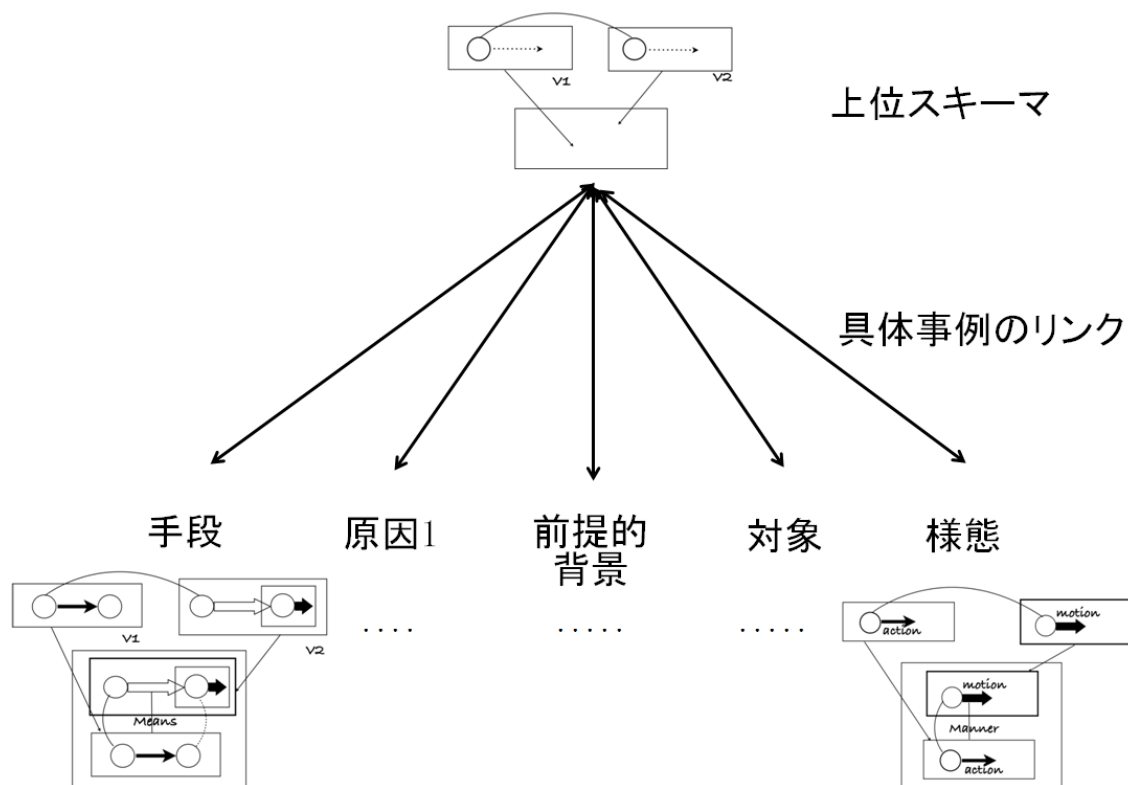 V1
V2
上位スキーマ
具体事例のリンク
手段
原因1
前提的
背景
対象
様態
V1
V2
Means
....
.....
.....
action
motion
motion
Manner
action